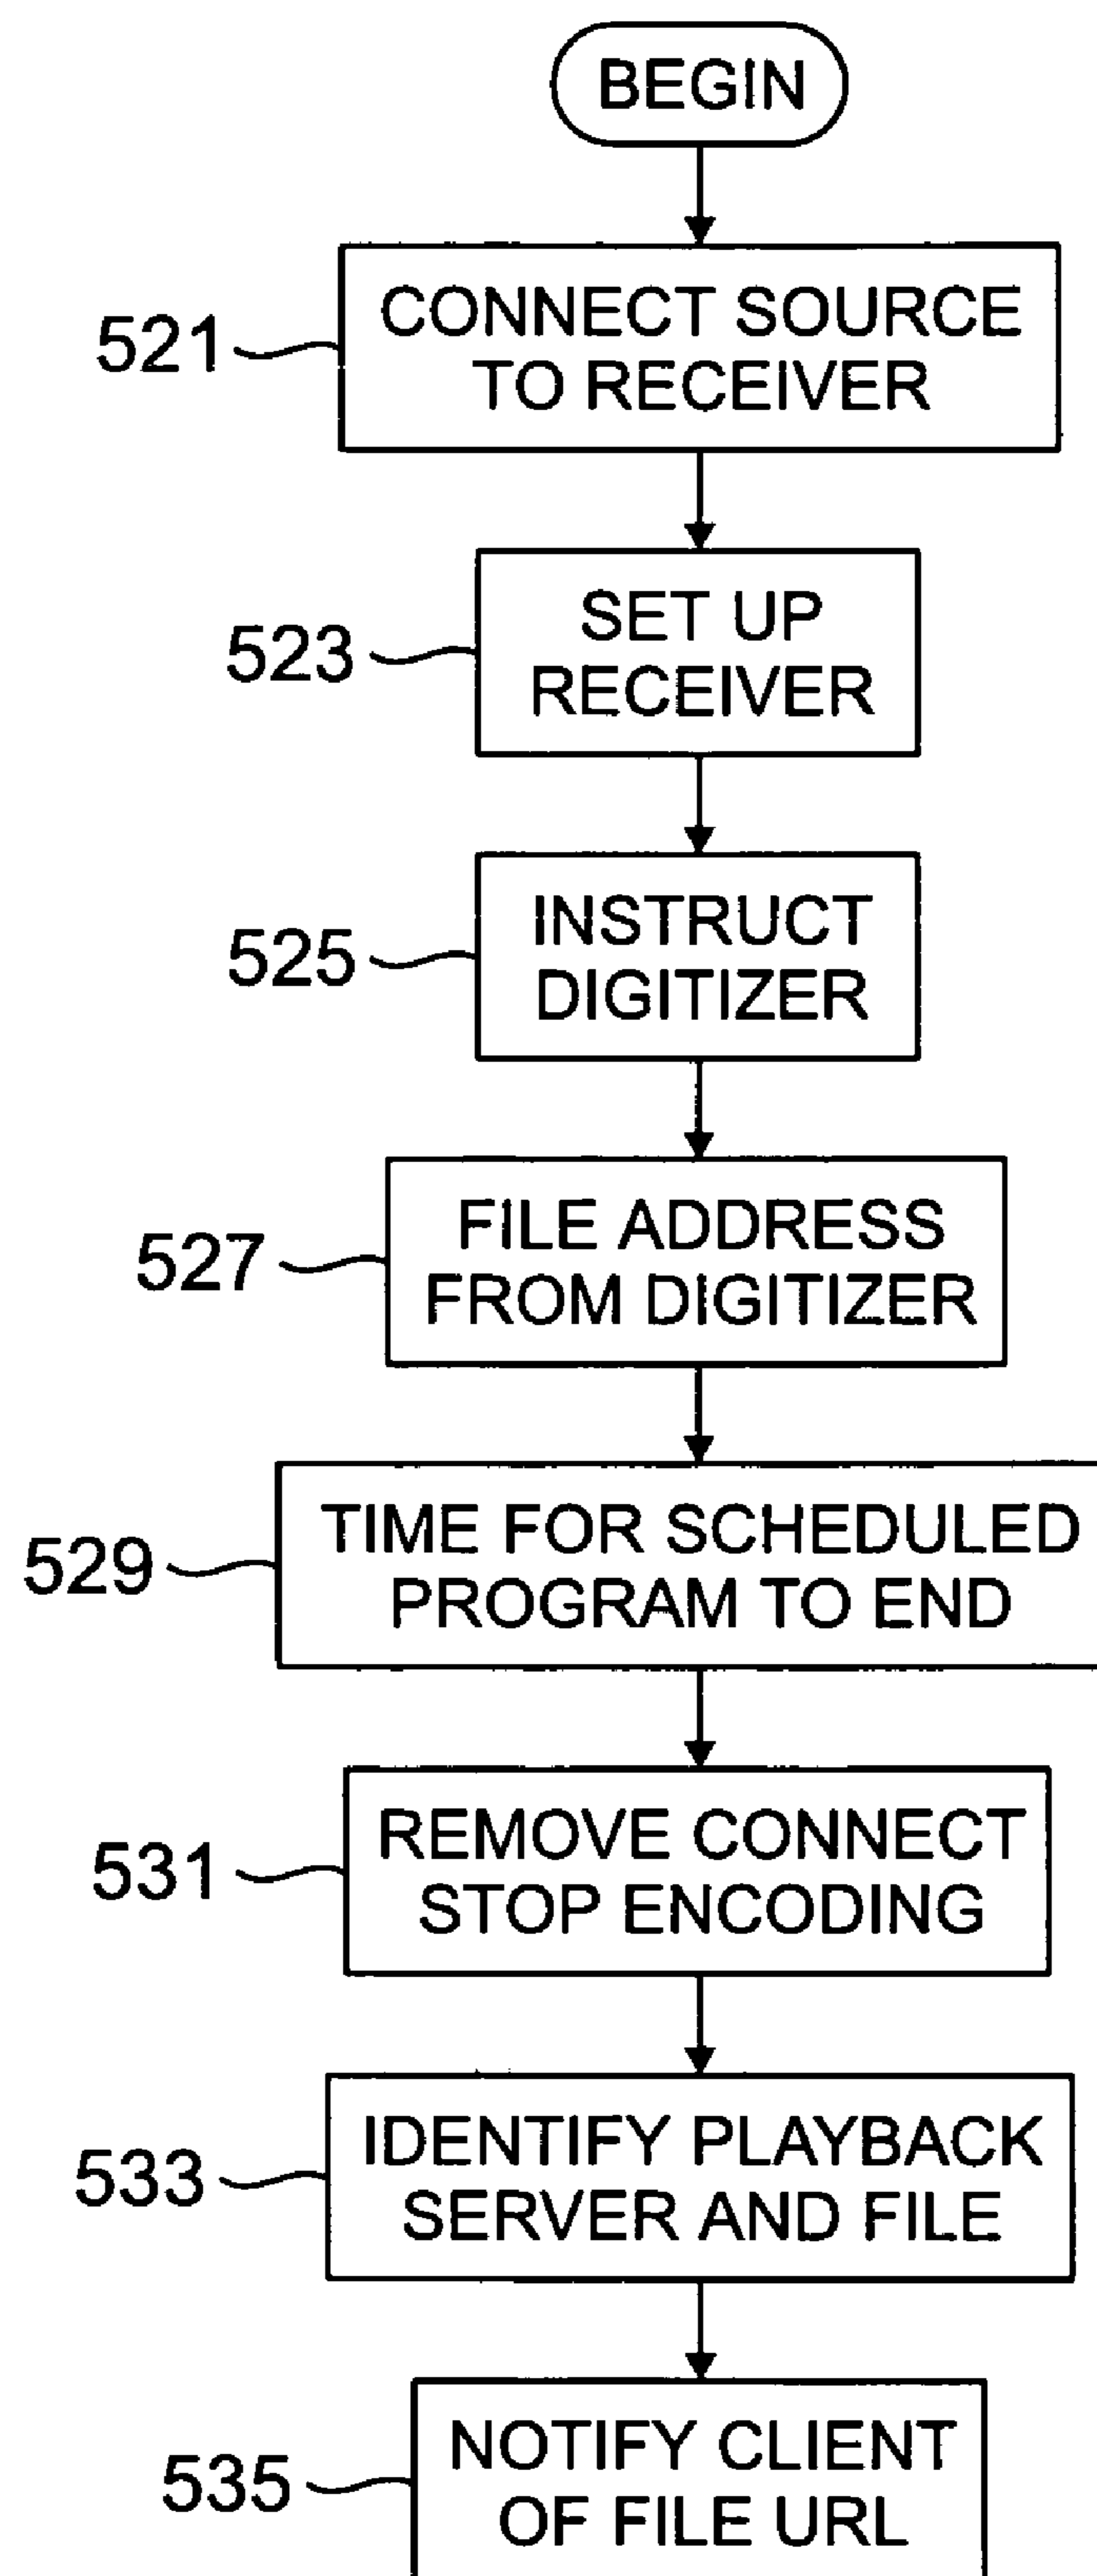 BEGIN
521
CONNECT SOURCE
TO RECEIVER
523
SET UP
RECEIVER
525
INSTRUCT
DIGITIZER
527
FILE ADDRESS
FROM DIGITIZER
529
TIME FOR SCHEDULED
PROGRAM TO END
531
REMOVE CONNECT
STOP ENCODING
533
IDENTIFY PLAYBACK
SERVER AND FILE
535
NOTIFY CLIENT
OF FILE URL